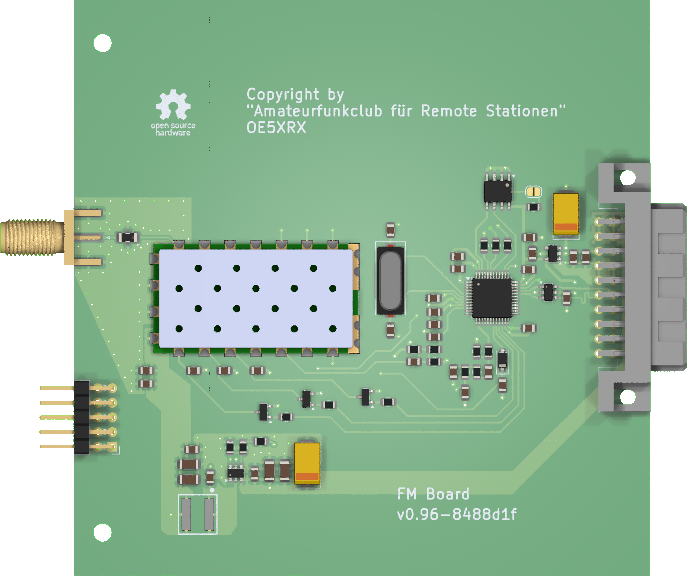 Copyright by
"Amateurfunkclub für Remote Stationen"
OE5XRX
open source
hardware
FM Board
v0.96-8488d1f